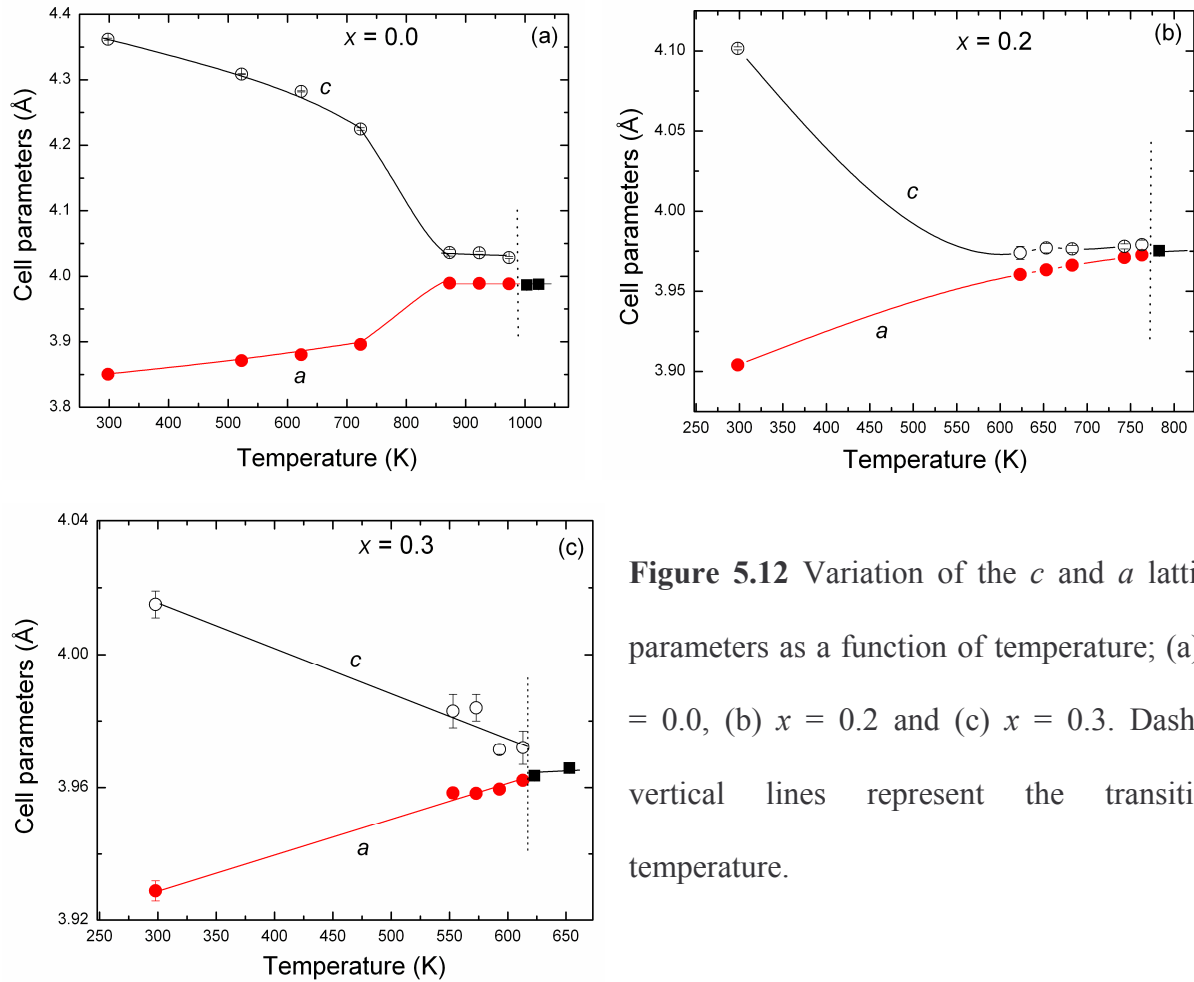 x = 0.0
(a)
4.4
4.3
4.2
4.1
4.0
3.9
3.8
Cell parameters (Å)
c
a
300 400 500 600 700 800 900 1000
Temperature (K)
x = 0.2
(b)
4.10
4.05
4.00
3.95
3.90
Cell parameters (Å)
c
a
250 300 350 400 450 500 550 600 650 700 750 800
Temperature (K)
x = 0.3
(c)
4.04
4.00
3.96
3.92
Cell parameters (Å)
c
a
250 300 350 400 450 500 550 600 650
Temperature (K)
Figure 5.12 Variation of the c and a latti
parameters as a function of temperature; (a)
= 0.0, (b) x = 0.2 and (c) x = 0.3. Dash
vertical lines represent the transiti
temperature.